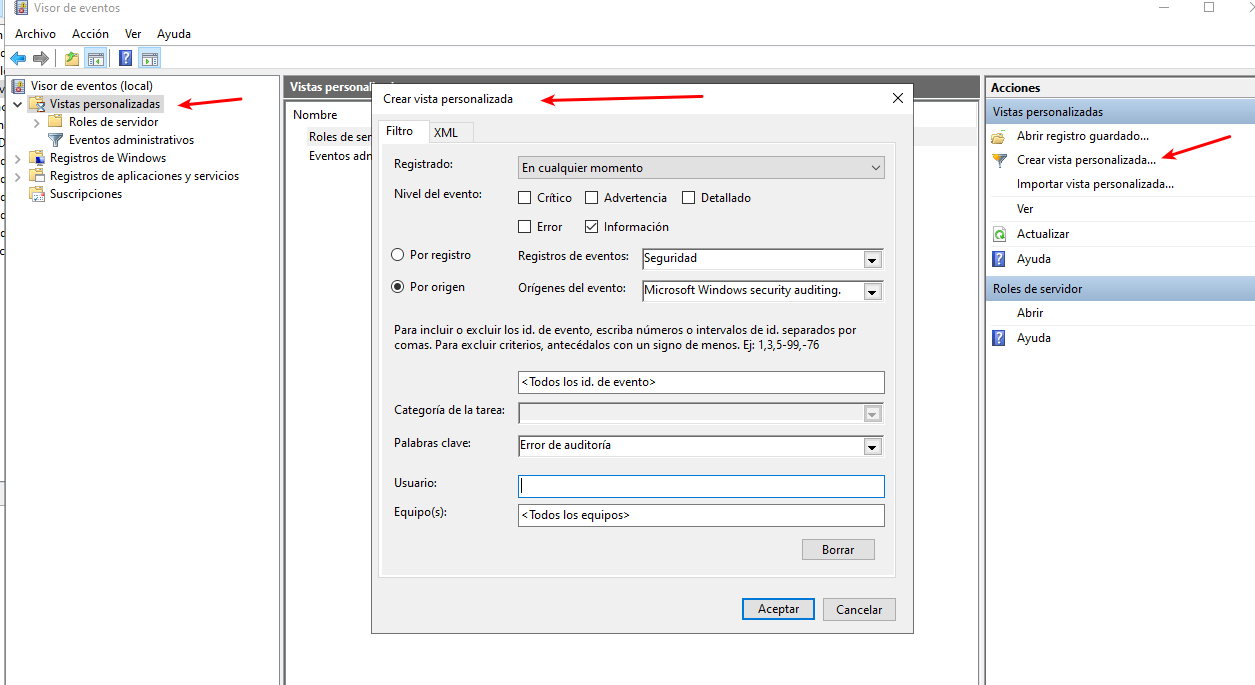 Visor de eventos
Archivo Acción Ver Ayuda
Visor de eventos (local)
Vistas personalizadas
Roles de servidor
Eventos administrativos
Registros de Windows
Registros de aplicaciones y servicios
Suscripciones
Vistas personaliz
Nombre
Roles de ser
Eventos adm
Crear vista personalizada
Filtro XML
Registrado: En cualquier momento
Nivel del evento: Crítico Advertencia Detallado
Error Información
Por registro Registros de eventos: Seguridad
Por origen Orígenes del evento: Microsoft Windows security auditing.
Para incluir o excluir los id. de evento, escriba números o intervalos de id. separados por
comas. Para excluir criterios, antecédalos con un signo de menos. Ej: 1,3,5-99,-76
<Todos los id. de evento>
Categoría de la tarea:
Palabras clave: Error de auditoría
Usuario:
Equipo(s): <Todos los equipos>
Borrar
Aceptar Cancelar
Acciones
Vistas personalizadas
Abrir registro guardado...
Crear vista personalizada...
Importar vista personalizada...
Ver
Actualizar
Ayuda
Roles de servidor
Abrir
Ayuda